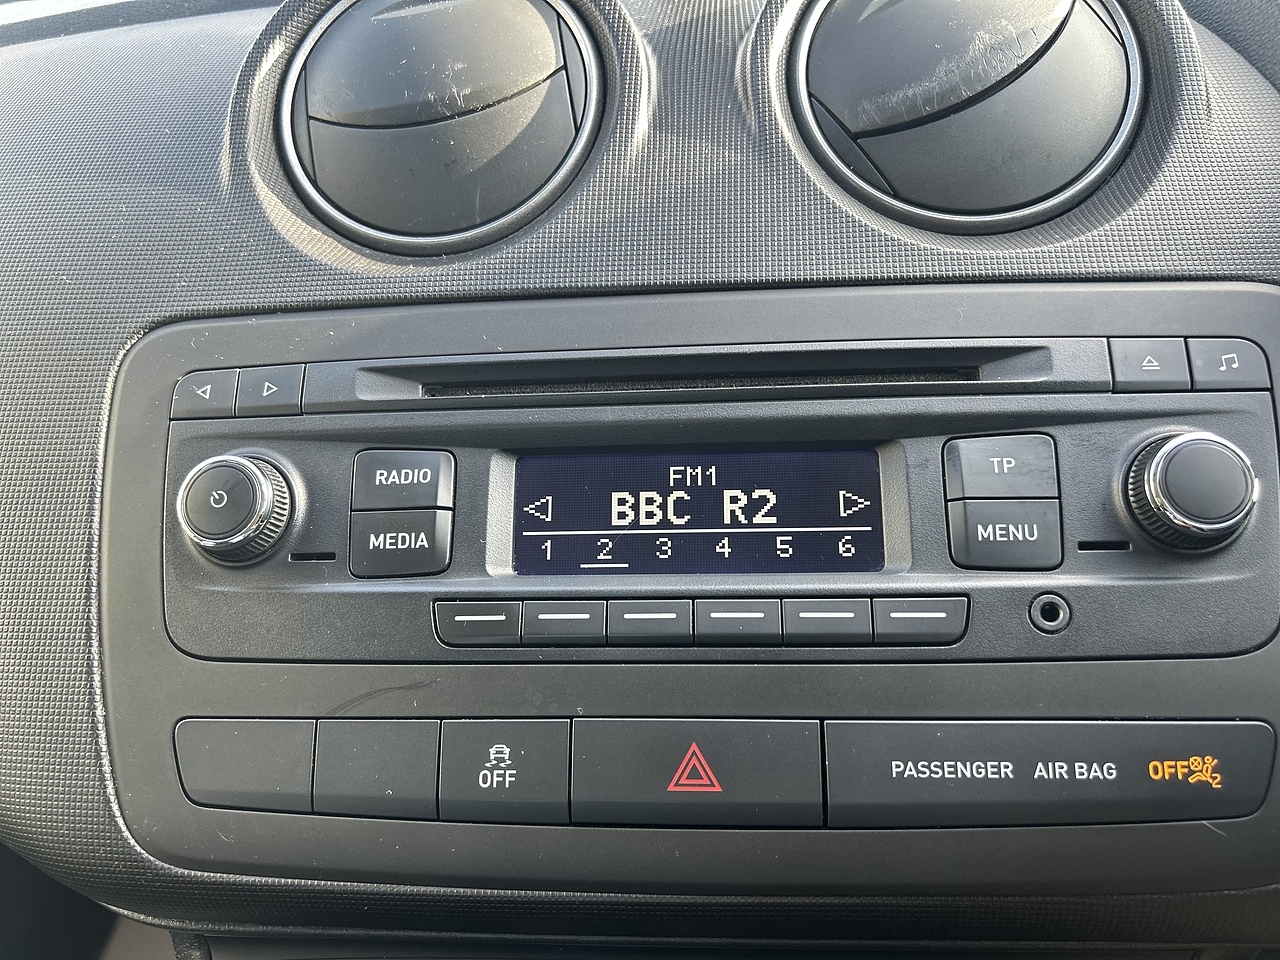 RADIO
MEDIA
FM1
BBC R2
1 2 3 4 5 6
TP
MENU
OFF
PASSENGER AIR BAG OFF